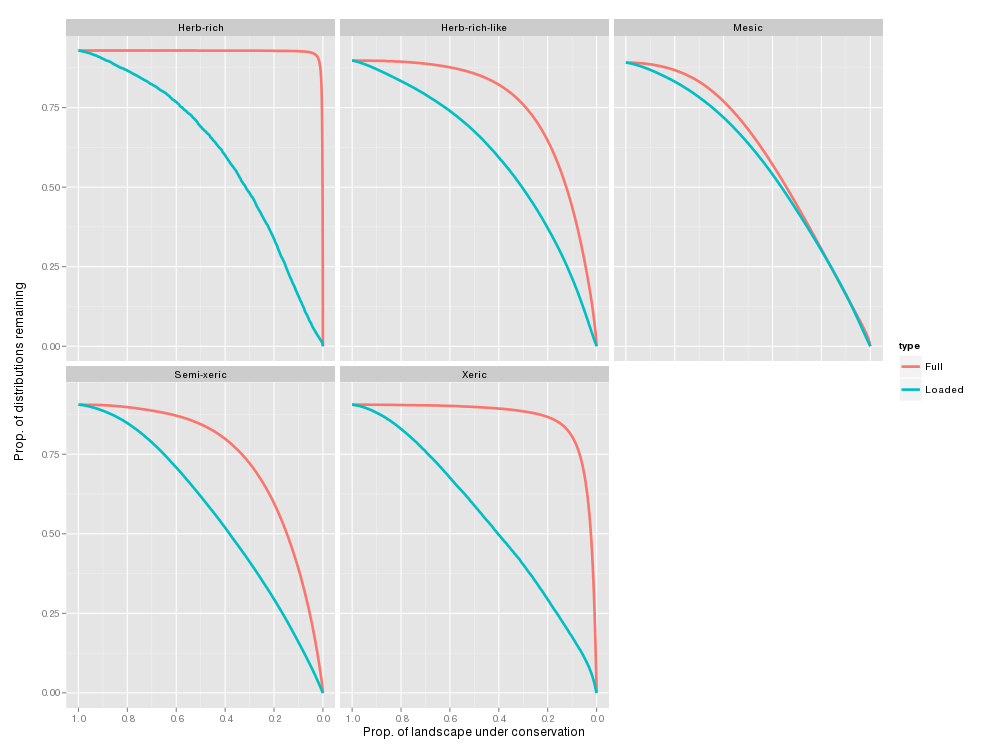 Herb-rich Herb-rich-like Mesic
0.75
0.50
0.25
0.00
Prop. of distributions remaining
type
Full
Loaded
Semi-xeric Xeric
0.75
0.50
0.25
0.00
1.0 0.8 0.6 0.4 0.2 0.0 1.0 0.8 0.6 0.4 0.2 0.0
Prop. of landscape under conservation